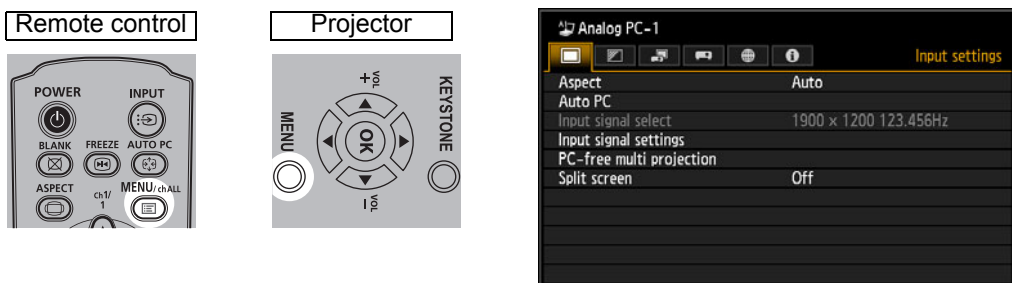 Remote control
POWER INPUT
BLANK FREEZE AUTO PC
ASPECT Ch1/ 1 MENU/chALL
Projector
VOL +
KEYSTONE
MENU
OK
- VOL
Analog PC-1
Input settings
Aspect Auto
Auto PC
Input signal select 1900 × 1200 123.456Hz
Input signal settings
PC-free multi projection
Split screen Off